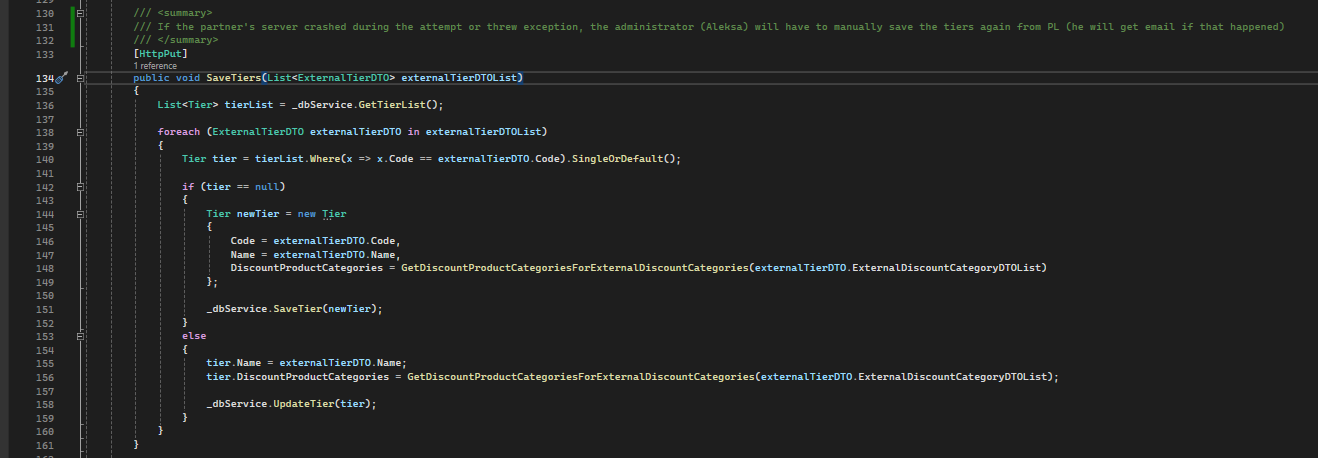 130 /// <summary>
131 /// If the partner's server crashed during the attempt or threw exception, the administrator (Aleksa) will have to manually save the tiers again from PL (he will get email if that happened)
132 /// </summary>
133 [HttpPut]
1 reference
134 public void SaveTiers(List<ExternalTierDTO> externalTierDTOList)
135 {
136 List<Tier> tierList = _dbService.GetTierList();
137
138 foreach (ExternalTierDTO externalTierDTO in externalTierDTOList)
139 {
140 Tier tier = tierList.Where(x => x.Code == externalTierDTO.Code).SingleOrDefault();
141
142 if (tier == null)
143 {
144 Tier newTier = new Tier
145 {
146 Code = externalTierDTO.Code,
147 Name = externalTierDTO.Name,
148 DiscountProductCategories = GetDiscountProductCategoriesForExternalDiscountCategories(externalTierDTO.ExternalDiscountCategoryDTOList)
149 };
150
151 _dbService.SaveTier(newTier);
152 }
153 else
154 {
155 tier.Name = externalTierDTO.Name;
156 tier.DiscountProductCategories = GetDiscountProductCategoriesForExternalDiscountCategories(externalTierDTO.ExternalDiscountCategoryDTOList);
157
158 _dbService.UpdateTier(tier);
159 }
160 }
161 }